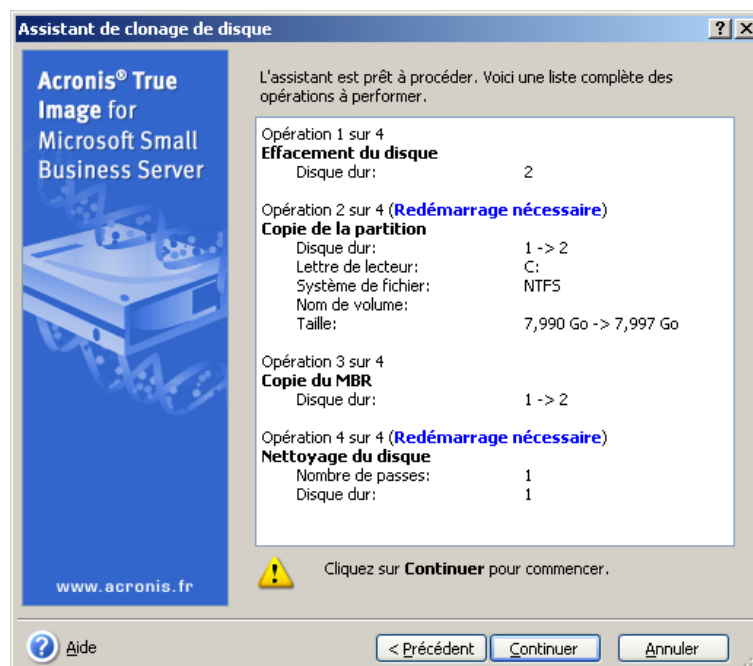 Assistant de clonage de disque
Acronis® True
Image for
Microsoft Small
Business Server
L'assistant est prêt à procéder. Voici une liste complète des
opérations à performer.
Opération 1 sur 4
Effacement du disque
Disque dur: 2
Opération 2 sur 4 (Redémarrage nécessaire)
Copie de la partition
Disque dur: 1 -> 2
Lettre de lecteur: C:
Système de fichier: NTFS
Nom de volume:
Taille: 7,990 Go -> 7,997 Go
Opération 3 sur 4
Copie du MBR
Disque dur: 1 -> 2
Opération 4 sur 4 (Redémarrage nécessaire)
Nettoyage du disque
Nombre de passes: 1
Disque dur: 1
Cliquez sur Continuer pour commencer.
www.acronis.fr
Aide
< Précédent Continuer Annuler